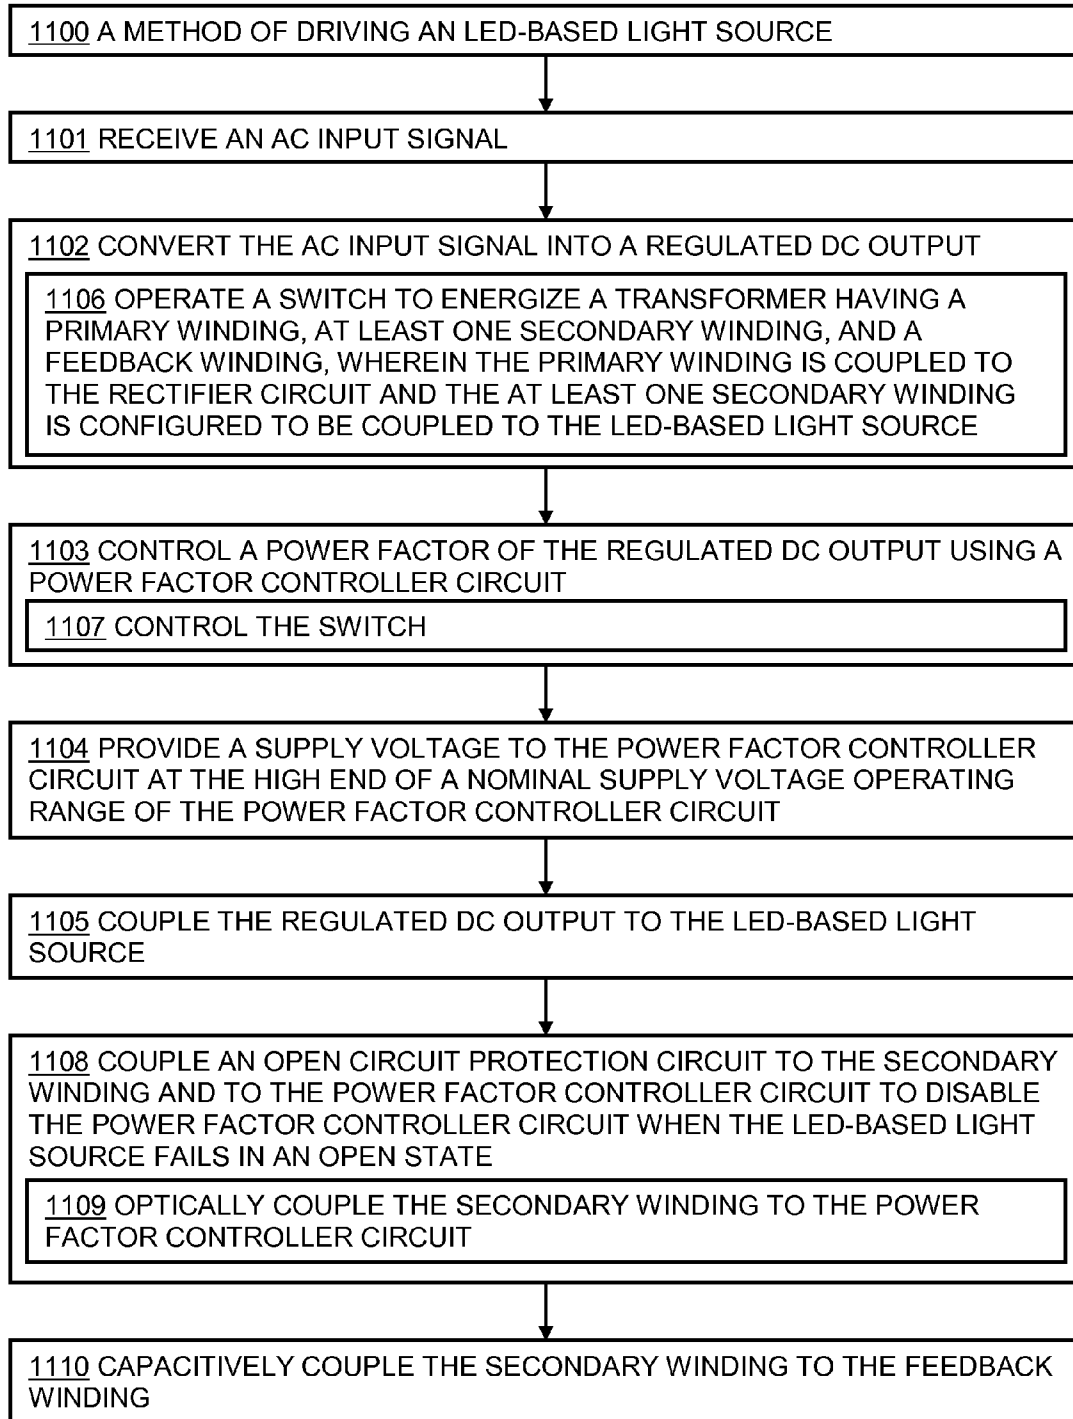 1100 A METHOD OF DRIVING AN LED-BASED LIGHT SOURCE
1101 RECEIVE AN AC INPUT SIGNAL
1102 CONVERT THE AC INPUT SIGNAL INTO A REGULATED DC OUTPUT
1106 OPERATE A SWITCH TO ENERGIZE A TRANSFORMER HAVING A
PRIMARY WINDING, AT LEAST ONE SECONDARY WINDING, AND A
FEEDBACK WINDING, WHEREIN THE PRIMARY WINDING IS COUPLED TO
THE RECTIFIER CIRCUIT AND THE AT LEAST ONE SECONDARY WINDING
IS CONFIGURED TO BE COUPLED TO THE LED-BASED LIGHT SOURCE
1103 CONTROL A POWER FACTOR OF THE REGULATED DC OUTPUT USING A
POWER FACTOR CONTROLLER CIRCUIT
1107 CONTROL THE SWITCH
1104 PROVIDE A SUPPLY VOLTAGE TO THE POWER FACTOR CONTROLLER
CIRCUIT AT THE HIGH END OF A NOMINAL SUPPLY VOLTAGE OPERATING
RANGE OF THE POWER FACTOR CONTROLLER CIRCUIT
1105 COUPLE THE REGULATED DC OUTPUT TO THE LED-BASED LIGHT
SOURCE
1108 COUPLE AN OPEN CIRCUIT PROTECTION CIRCUIT TO THE SECONDARY
WINDING AND TO THE POWER FACTOR CONTROLLER CIRCUIT TO DISABLE
THE POWER FACTOR CONTROLLER CIRCUIT WHEN THE LED-BASED LIGHT
SOURCE FAILS IN AN OPEN STATE
1109 OPTICALLY COUPLE THE SECONDARY WINDING TO THE POWER
FACTOR CONTROLLER CIRCUIT
1110 CAPACITIVELY COUPLE THE SECONDARY WINDING TO THE FEEDBACK
WINDING